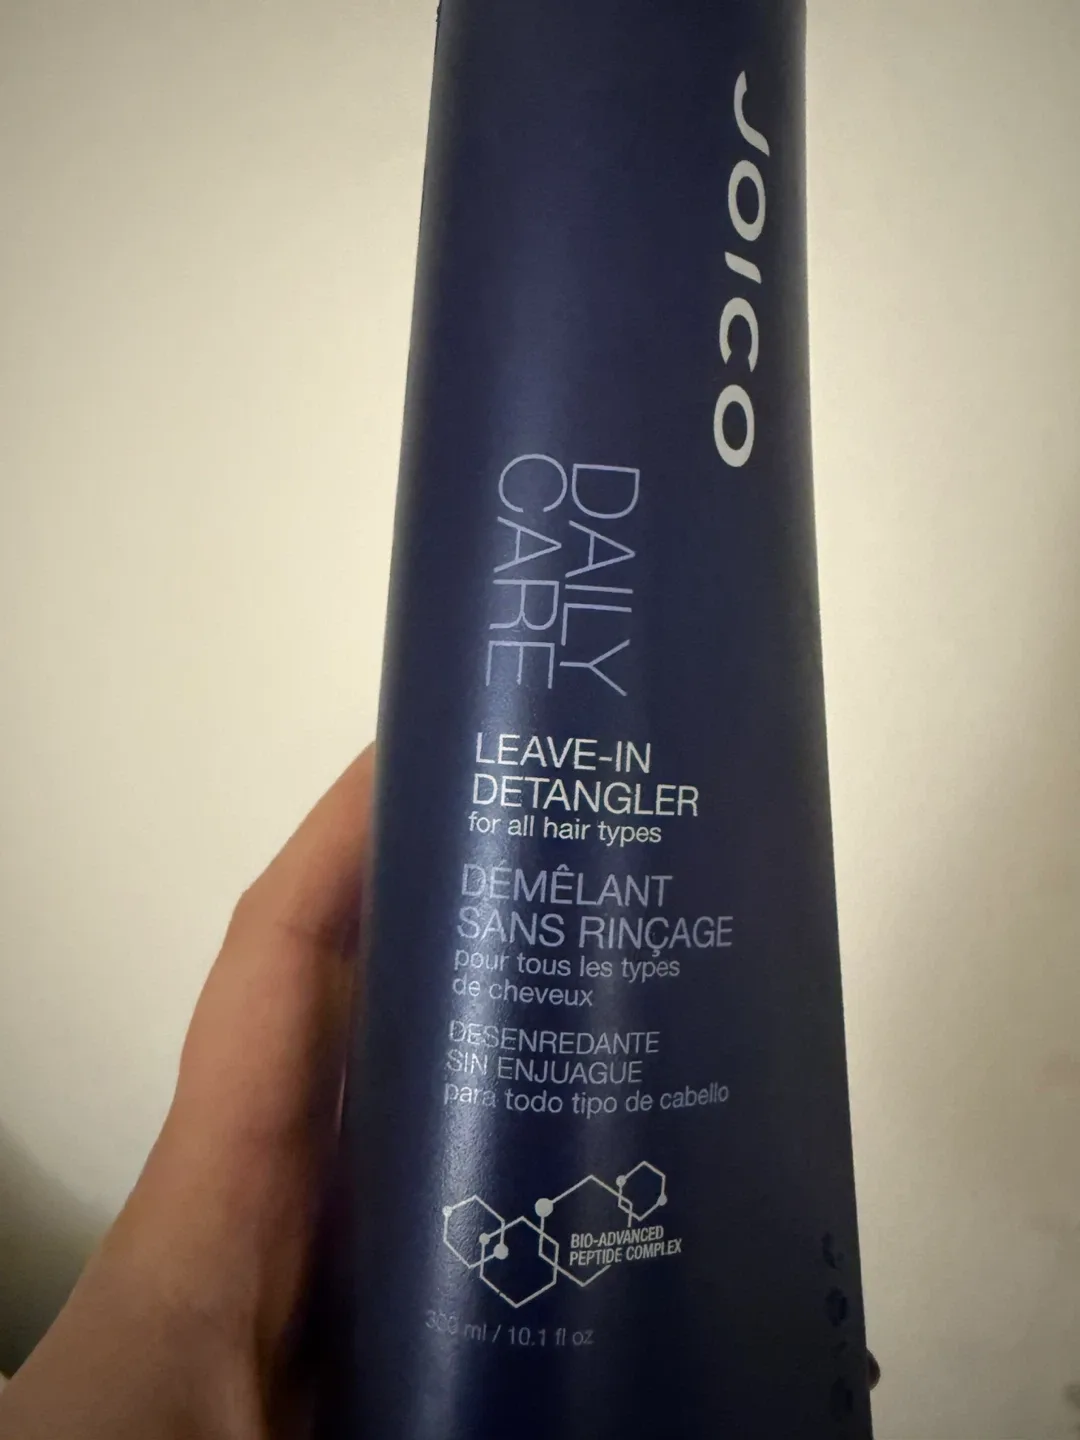 JOICO
DAILY
CARE
LEAVE-IN
DETANGLER
for all hair types
DÉMÊLANT
SANS RINÇAGE
pour tous les types
de cheveux
DESENREDANTE
SIN ENJUAGUE
para todo tipo de cabello
BIO-ADVANCED
PEPTIDE COMPLEX
300 ml / 10.1 fl oz